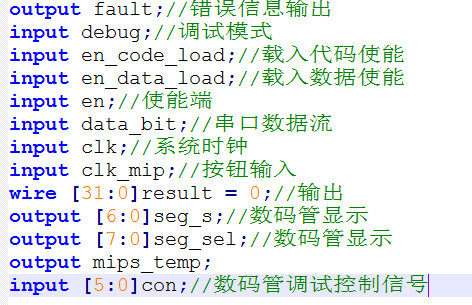 output fault;//错误信息输出
input debug;//调试模式
input en_code_load;//载入代码使能
input en_data_load;//载入数据使能
input en;//使能端
input data_bit;//串口数据流
input clk;//系统时钟
input clk_mip;//按钮输入
wire [31:0]result = 0;//输出
output [6:0]seg_s;//数码管显示
output [7:0]seg_sel;//数码管显示
output mips_temp;
input [5:0]con;//数码管调试控制信号